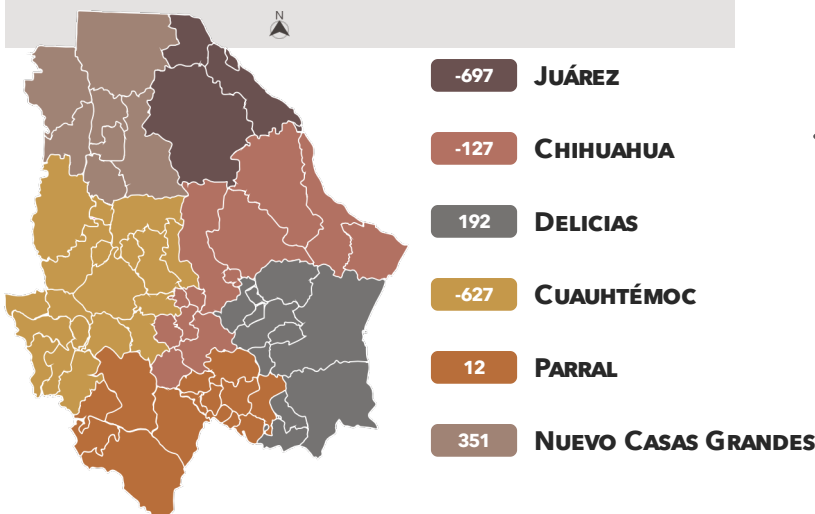 N
-697 JUÁREZ
-127 CHIHUAHUA
192 DELICIAS
-627 CUAUHTÉMOC
12 PARRAL
351 NUEVO CASAS GRANDES